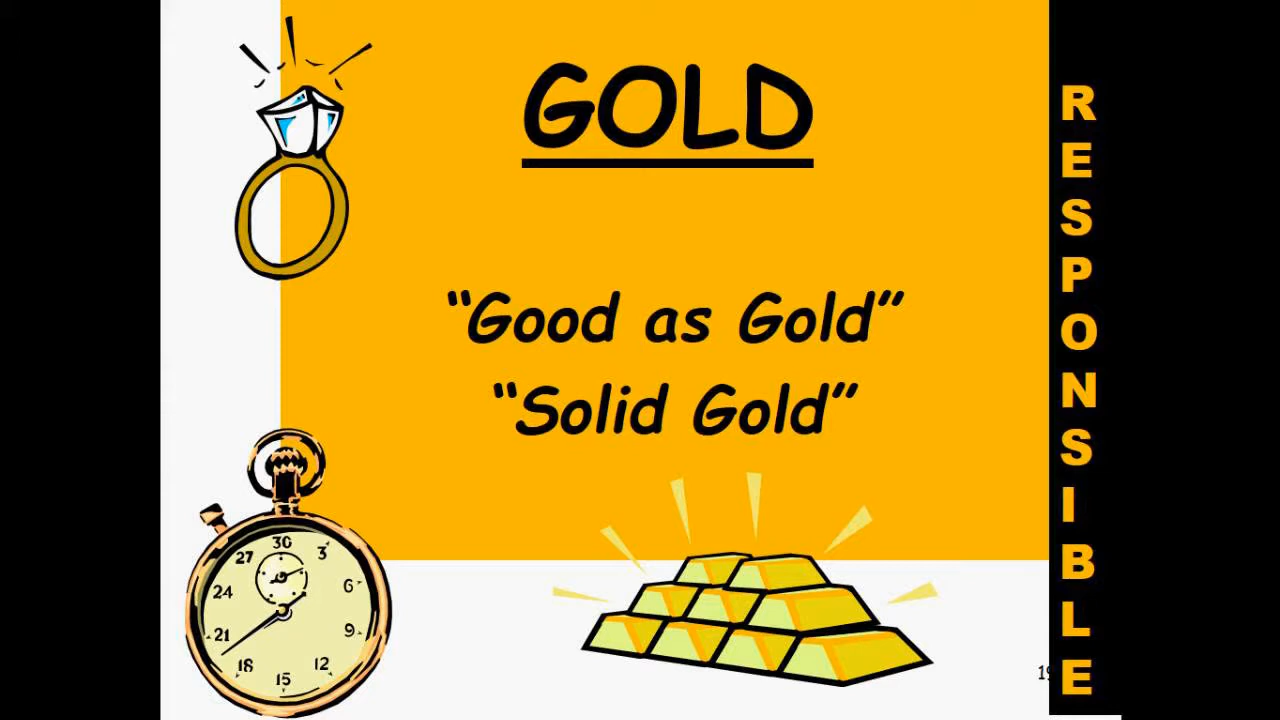 GOLD
“Good as Gold”
“Solid Gold”
RESPONSIBLE
30
3
6
9
12
15
18
21
24
27